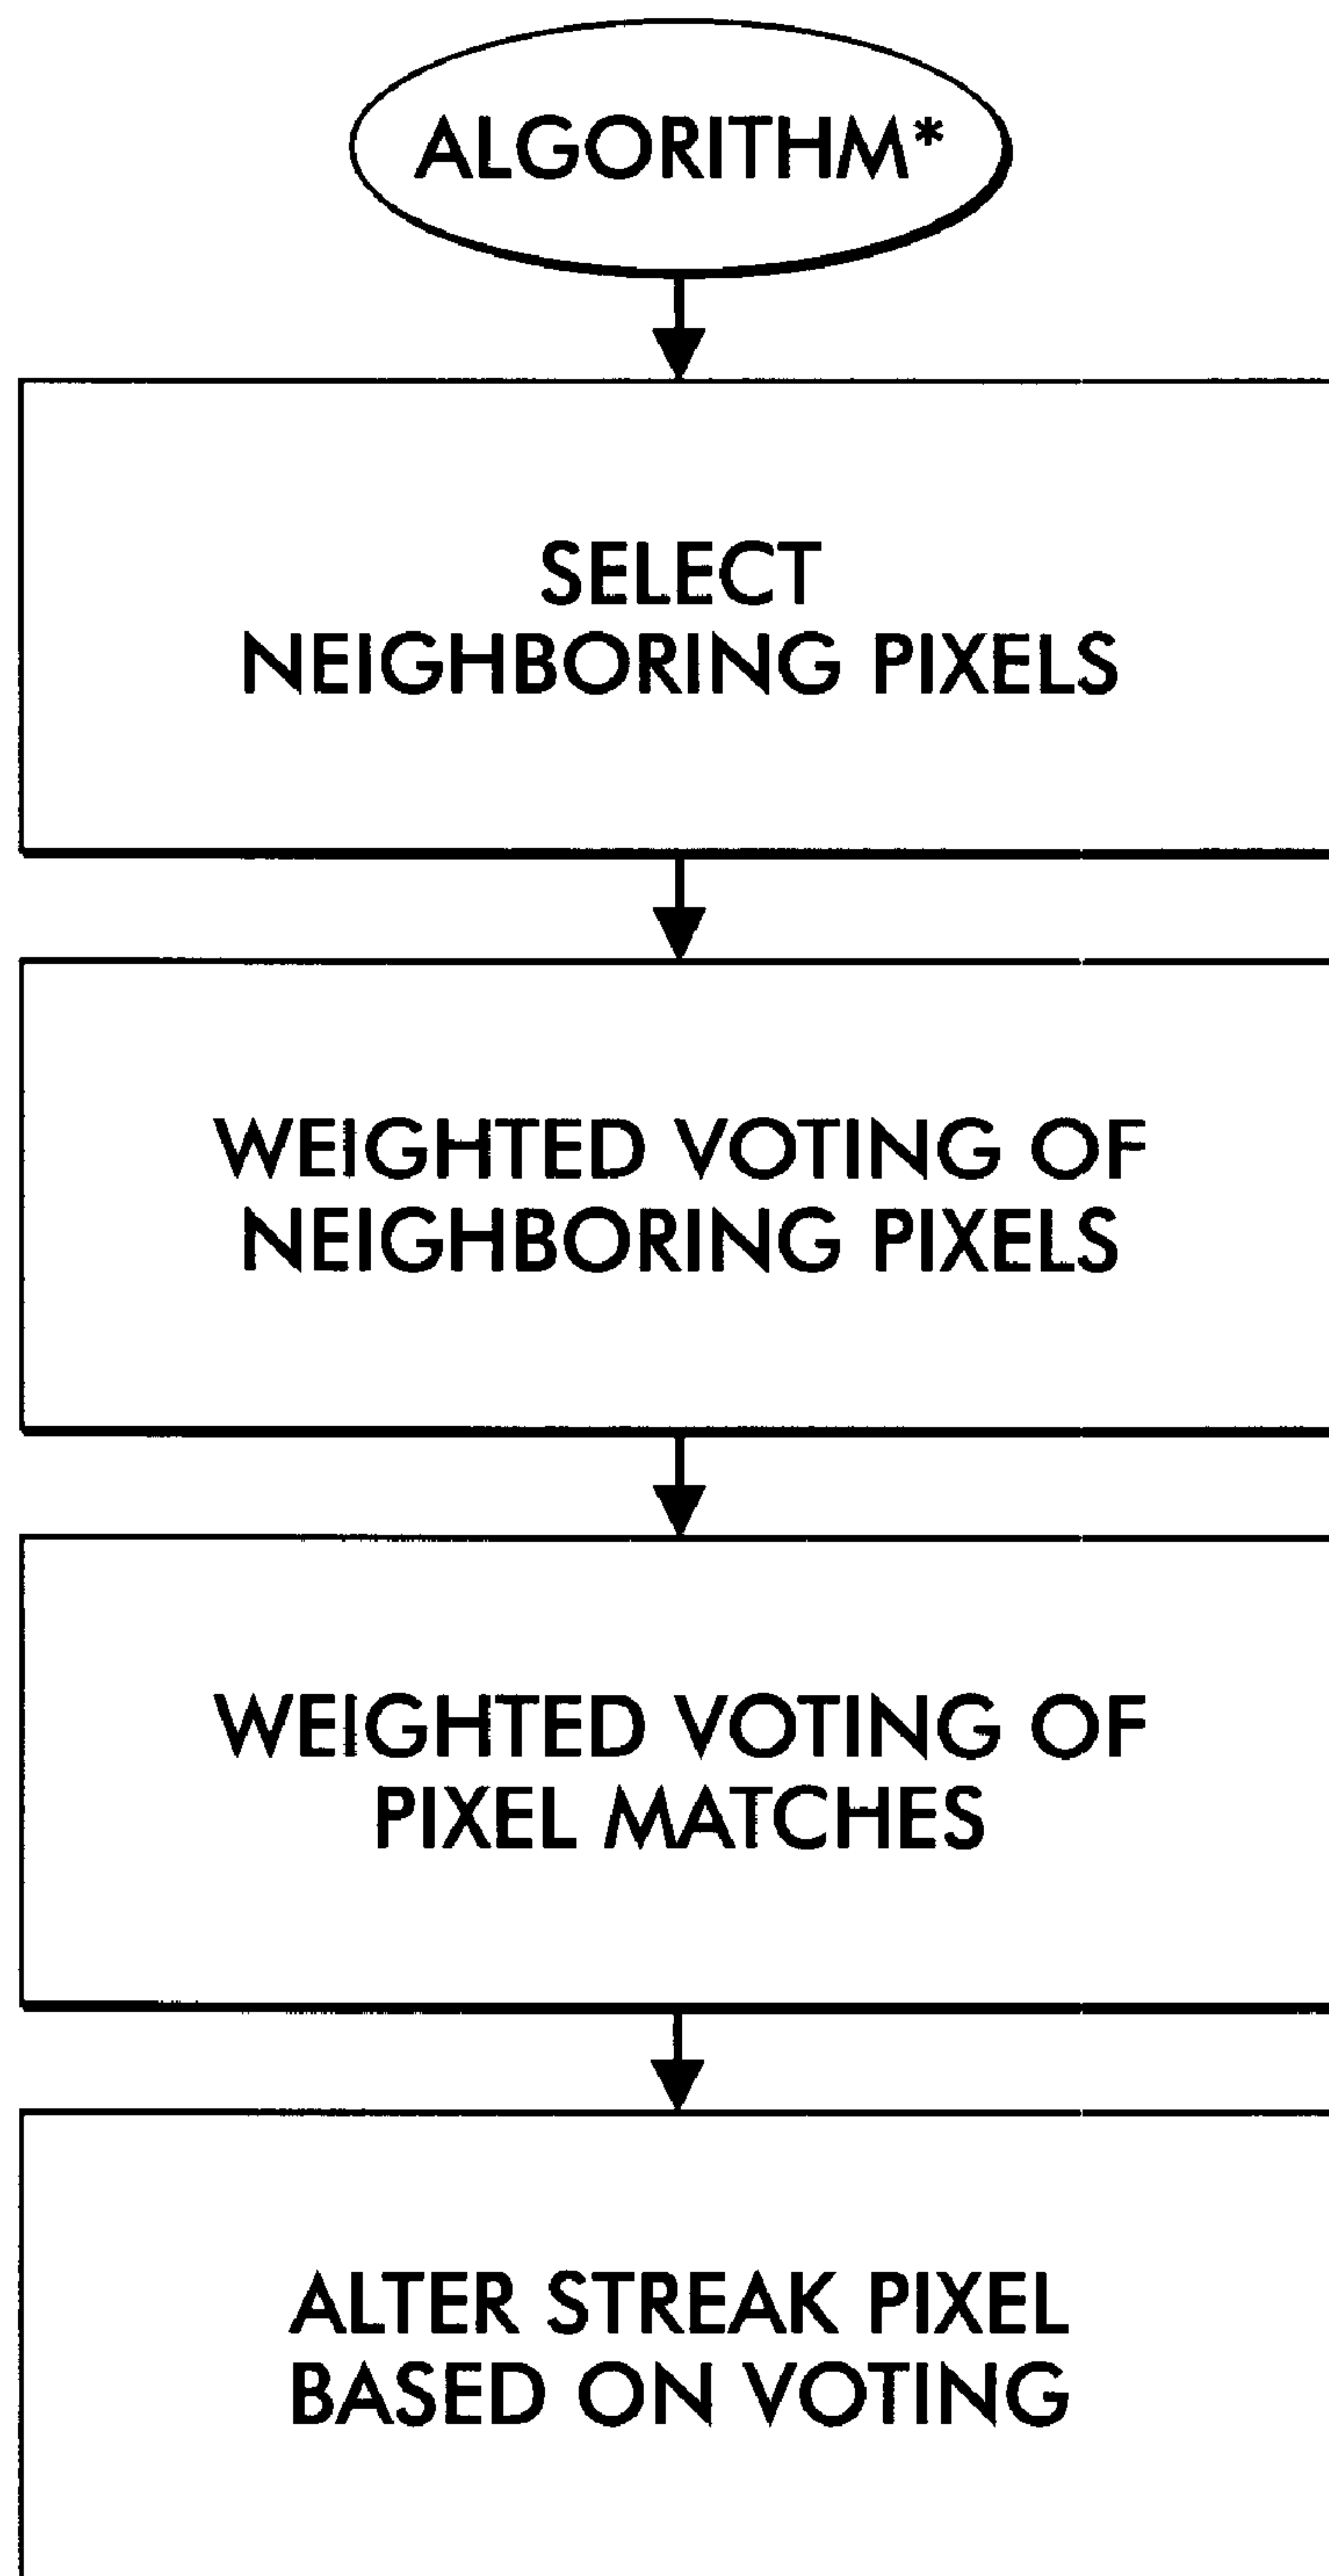 ALGORITHM*
SELECT
NEIGHBORING PIXELS
WEIGHTED VOTING OF
NEIGHBORING PIXELS
WEIGHTED VOTING OF
PIXEL MATCHES
ALTER STREAK PIXEL
BASED ON VOTING